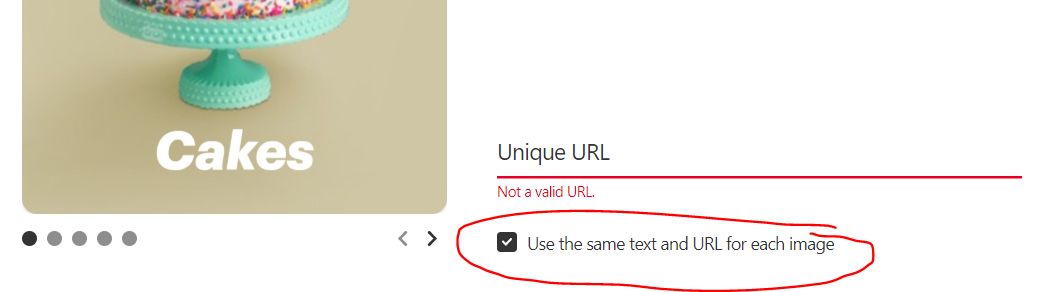 Cakes
Unique URL
Not a valid URL.
Use the same text and URL for each image